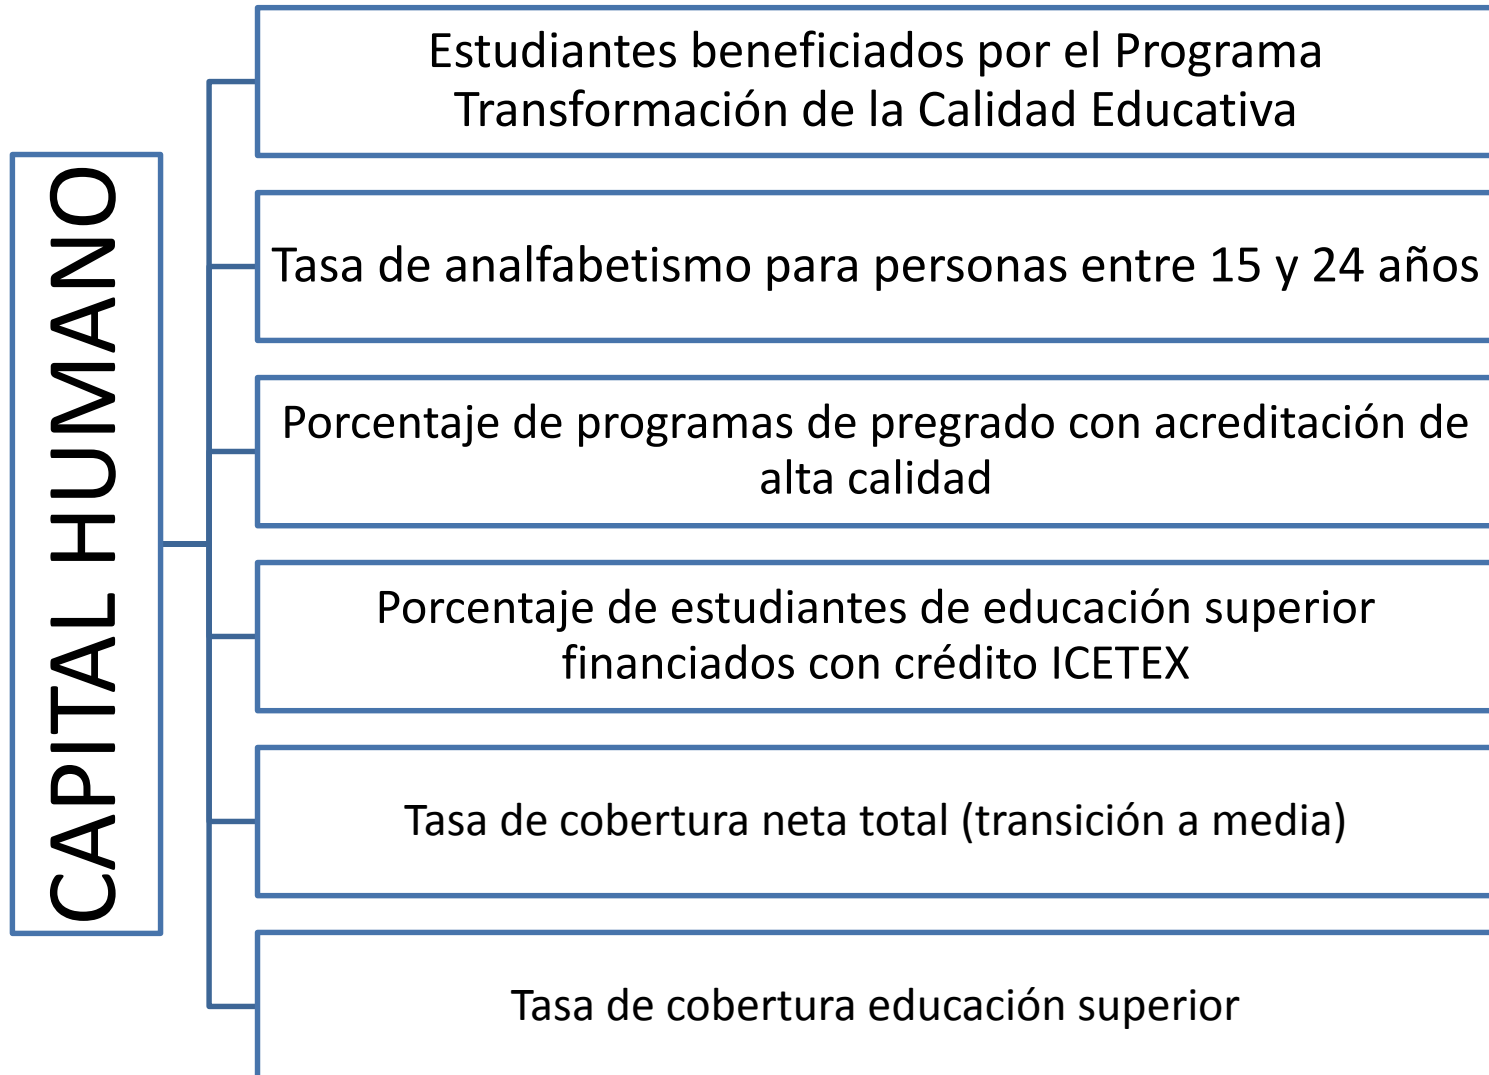 CAPITAL HUMANO
Estudiantes beneficiados por el Programa
Transformación de la Calidad Educativa
Tasa de analfabetismo para personas entre 15 y 24 años
Porcentaje de programas de pregrado con acreditación de
alta calidad
Porcentaje de estudiantes de educación superior
financiados con crédito ICETEX
Tasa de cobertura neta total (transición a media)
Tasa de cobertura educación superior